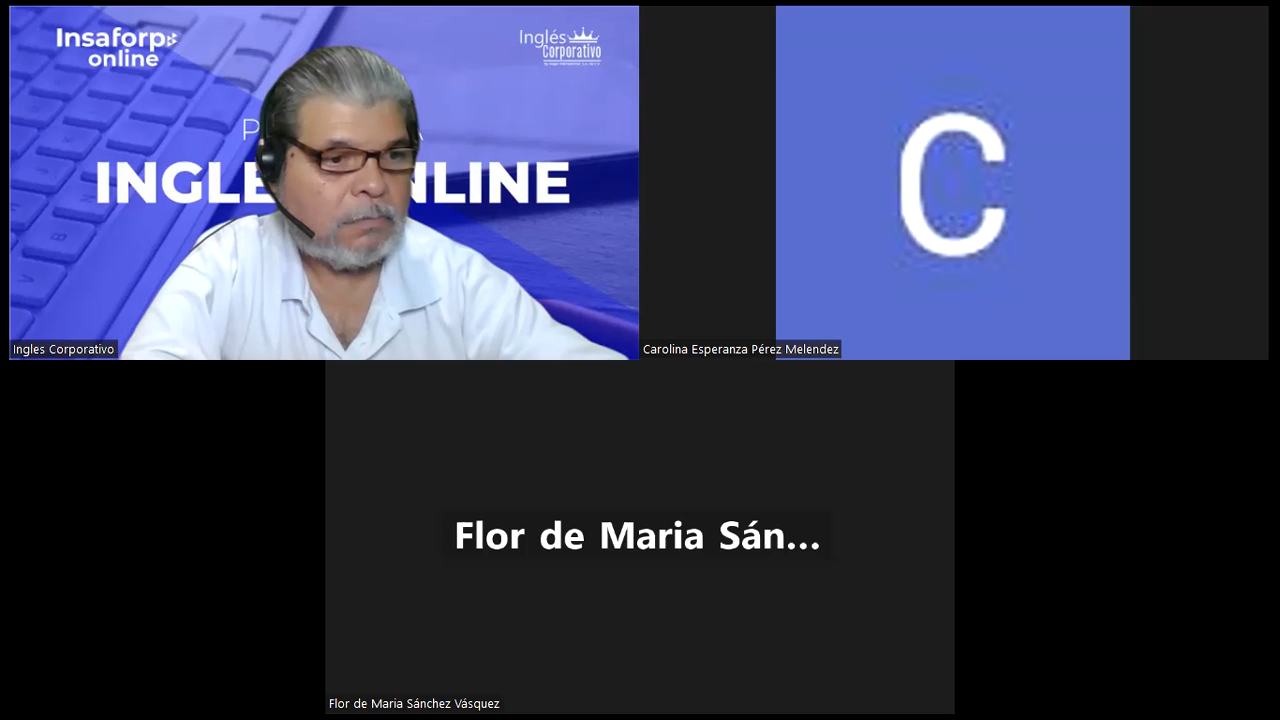 Insaforp
online
Inglés
Corporativo
INGLE NLINE
Ingles Corporativo
C
Carolina Esperanza Pérez Melendez
Flor de Maria Sán...
Flor de Maria Sánchez Vásquez